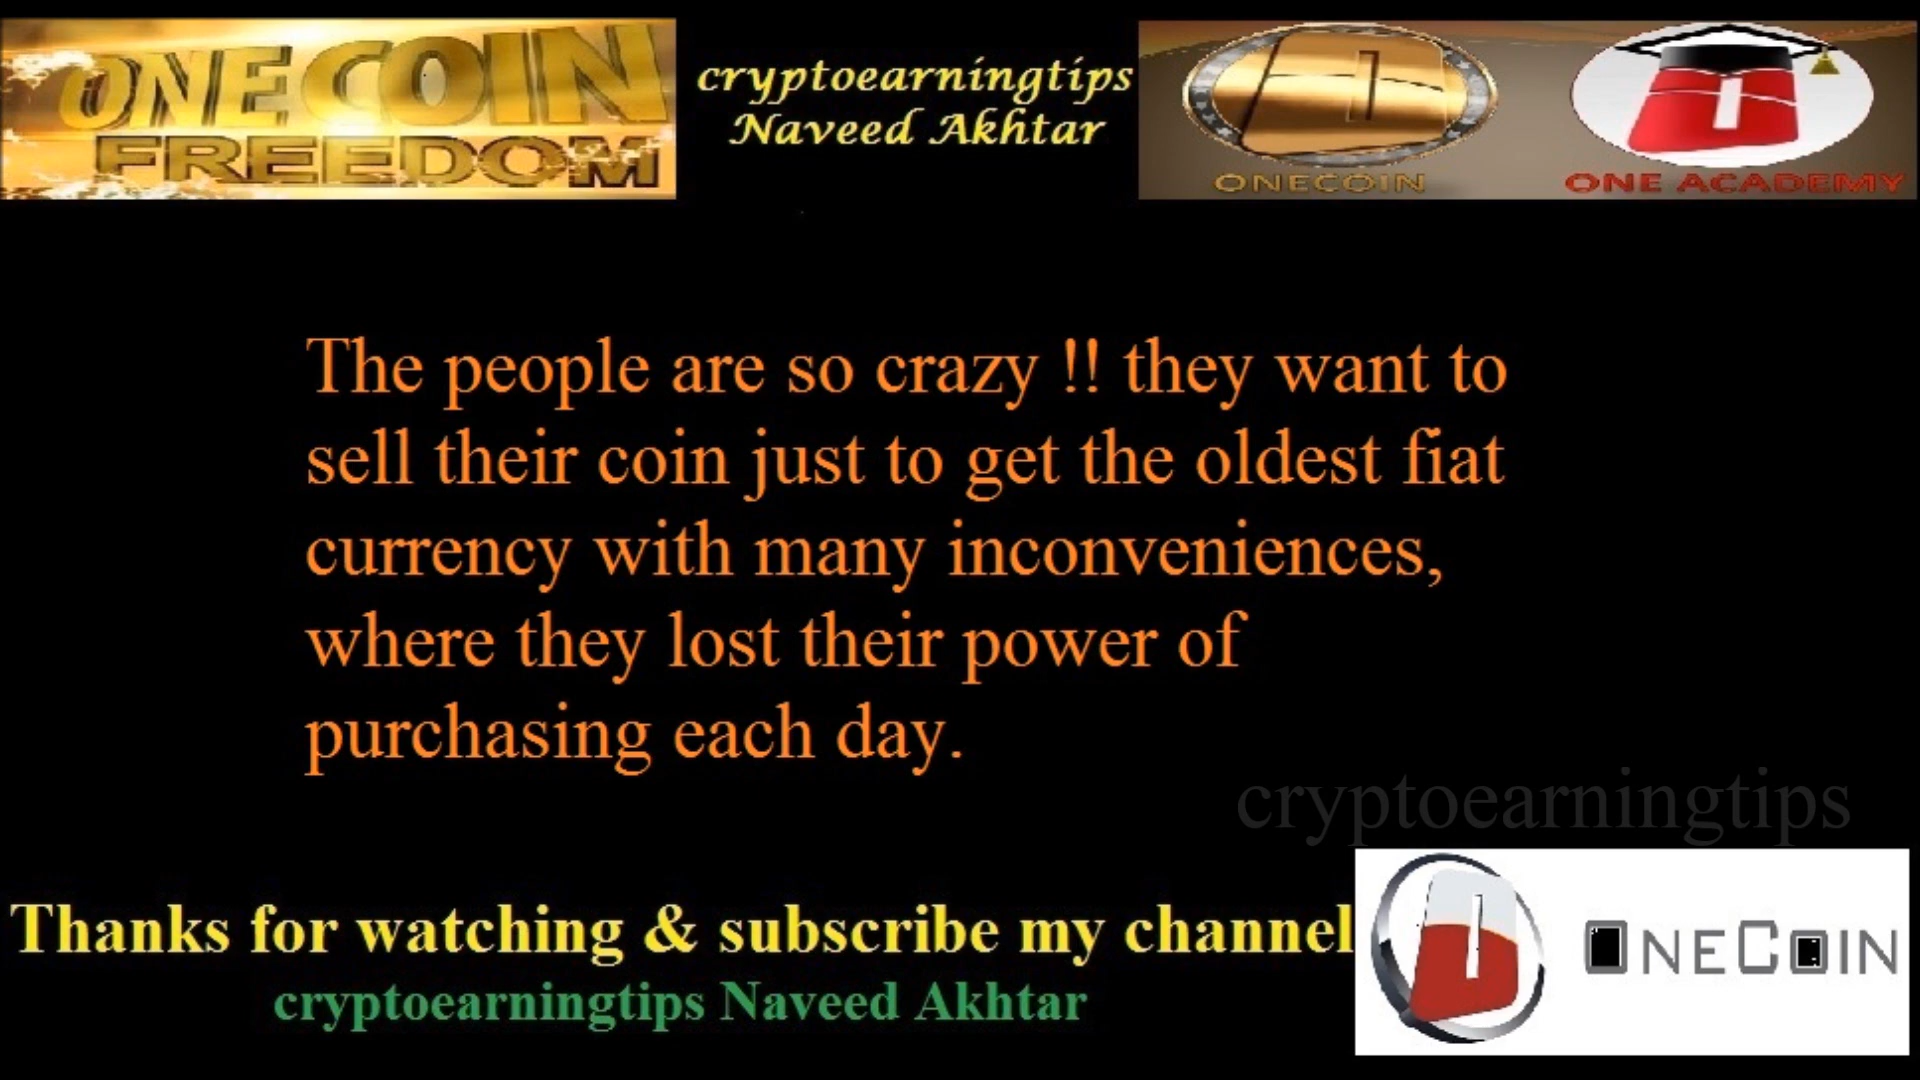 ONE COIN
FREEDOM
cryptoearningtips
Naveed Akhtar
ONECOIN
ONE ACADEMY
The people are so crazy !! they want to
sell their coin just to get the oldest fiat
currency with many inconveniences,
where they lost their power of
purchasing each day.
cryptoearningtips
Thanks for watching & subscribe my channel
cryptoearningtips Naveed Akhtar
ONECOIN